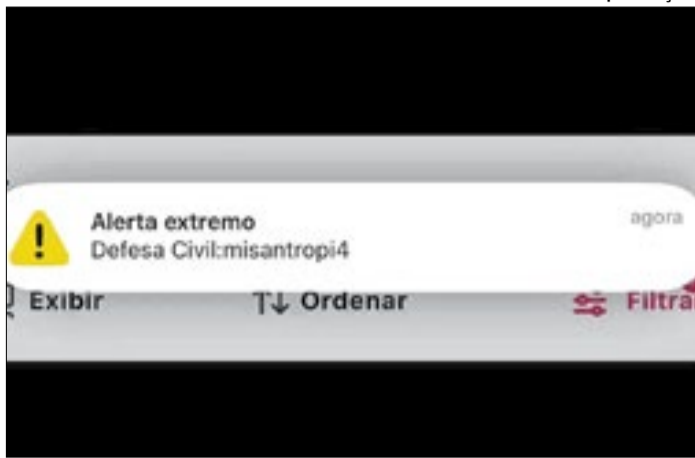 Alerta extremo
agora
Defesa Civil:misantropi4
Exibir
Ordenar
Filtra